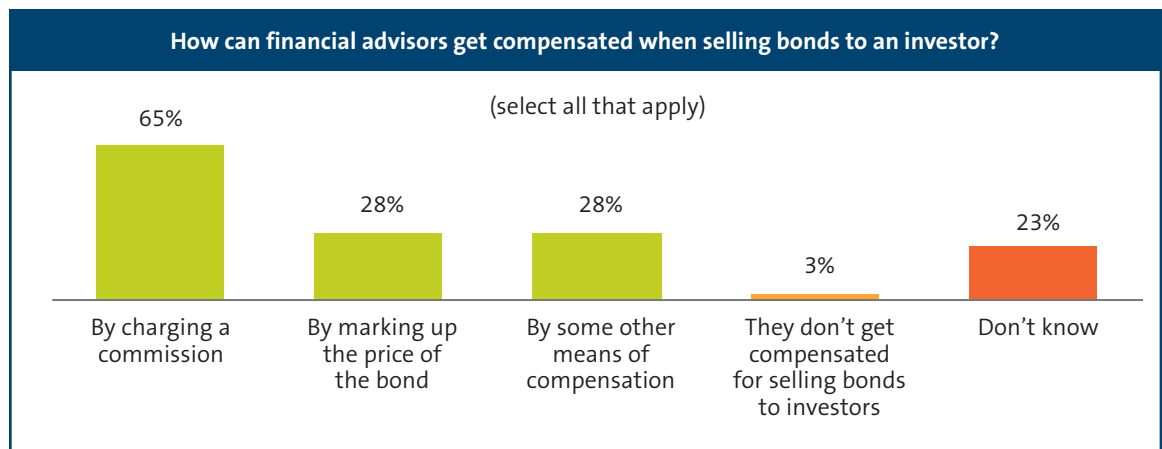 How can financial advisors get compensated when selling bonds to an investor?
(select all that apply)
65%
28%
28%
3%
23%
By charging a
commission
By marking up
the price of
the bond
By some other
means of
compensation
They don’t get
compensated
for selling bonds
to investors
Don’t know